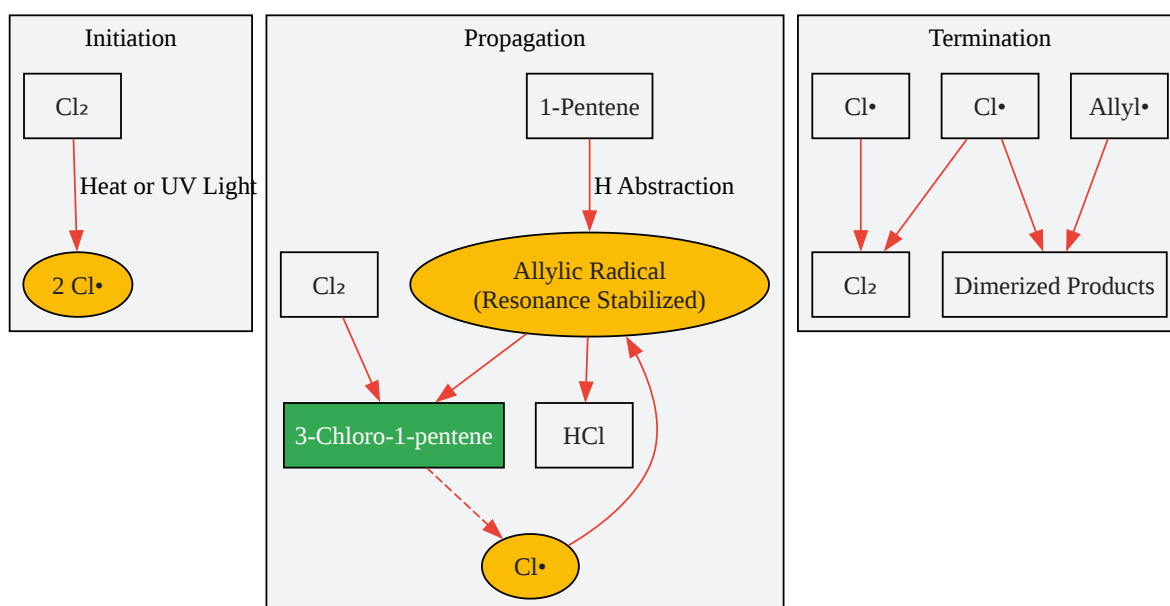 Initiation
Cl₂
Heat or UV Light
2 Cl•
Propagation
1-Pentene
H Abstraction
Allylic Radical
(Resonance Stabilized)
Cl₂
3-Chloro-1-pentene
HCl
Cl•
Termination
Cl•
Cl•
Allyl•
Cl₂
Dimerized Products